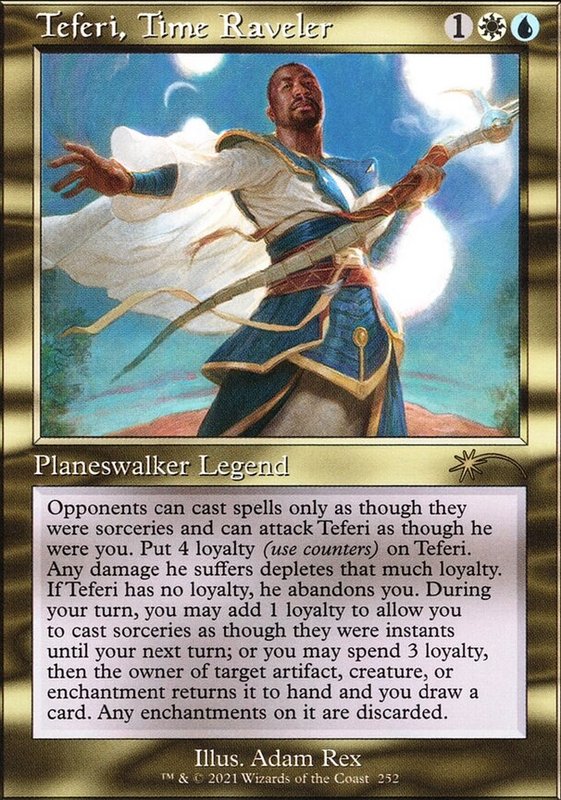 Teferi, Time Raveler 1
Planeswalker Legend
Opponents can cast spells only as though they
were sorceries and can attack Teferi as though he
were you. Put 4 loyalty (use counters) on Teferi.
Any damage he suffers depletes that much loyalty.
If Teferi has no loyalty, he abandons you. During
your turn, you may add 1 loyalty to allow you
to cast sorceries as though they were instants
until your next turn; or you may spend 3 loyalty,
then the owner of target artifact, creature, or
enchantment returns it to hand and you draw a
card. Any enchantments on it are discarded.
Illus. Adam Rex
™ & © 2021 Wizards of the Coast 252